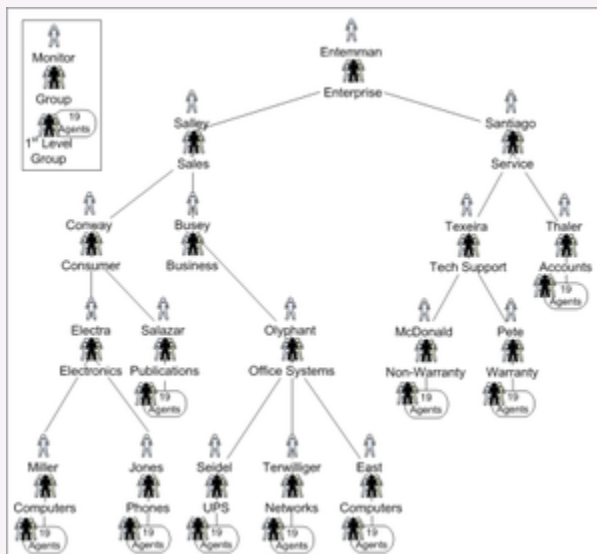 Monitor
Group
19
Agents
1st Level
Group
Entemman
Enterprise
Salley
Sales
Santiago
Service
Conway
Consumer
Busey
Business
Texeira
Tech Support
Thaler
Accounts
19
Agents
Electra
Electronics
Salazar
Publications
19
Agents
Olyphant
Office Systems
McDonald
Non-Warranty
19
Agents
Pete
Warranty
19
Agents
Miller
Computers
19
Agents
Jones
Phones
19
Agents
Seidel
UPS
19
Agents
Terwilliger
Networks
19
Agents
East
Computers
19
Agents